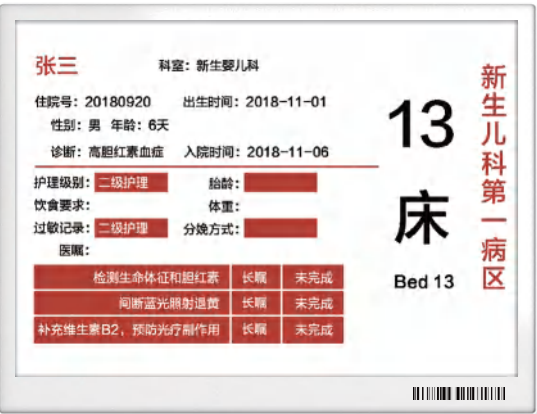 张三
科室：新生婴儿科
住院号：20180920 出生时间：2018-11-01
性别：男 年龄：6天
诊断：高胆红素血症 入院时间：2018-11-06
护理级别：二级护理 胎龄：
饮食要求： 体重：
过敏记录：二级护理 分娩方式：
医嘱：
检测生命体征和胆红素 长嘱 未完成
间断蓝光照射退黄 长嘱 未完成
补充维生素B2，预防光疗副作用 长嘱 未完成
13
床
Bed 13
新生儿科第一病区